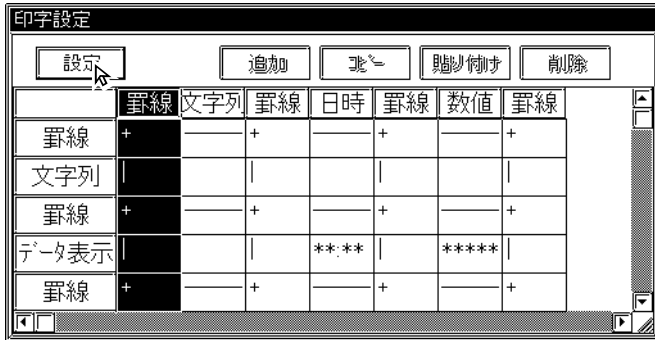 印字設定
設定 追加 ｺﾋﾟｰ 貼り付け 削除
罫線 文字列 罫線 日時 罫線 数値 罫線
罫線 + ――― + ――― + ――― +
文字列 | | | |
罫線 + ――― + ――― + ――― +
ﾃﾞｰﾀ表示 | | **:** | ***** |
罫線 + ――― + ――― + ――― +